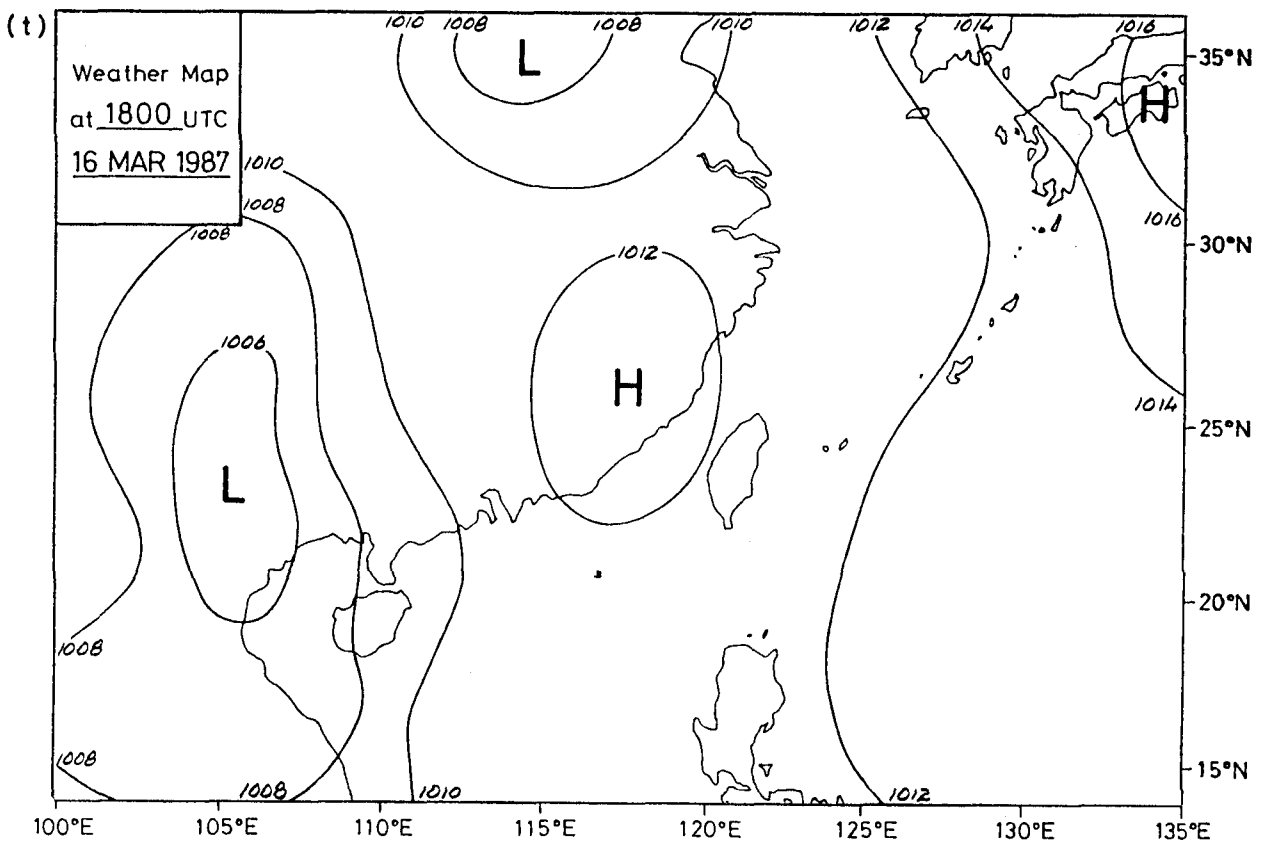 (t)
Weather Map
at 1800 UTC
16 MAR 1987
1010 1008 1008 1010 1012 1014 1016
L
35°N
H
1010
1008
1008
1016
30°N
1012
1006
H
1014
25°N
L
20°N
1008
1008
15°N
1008 1010 1012
100°E 105°E 110°E 115°E 120°E 125°E 130°E 135°E